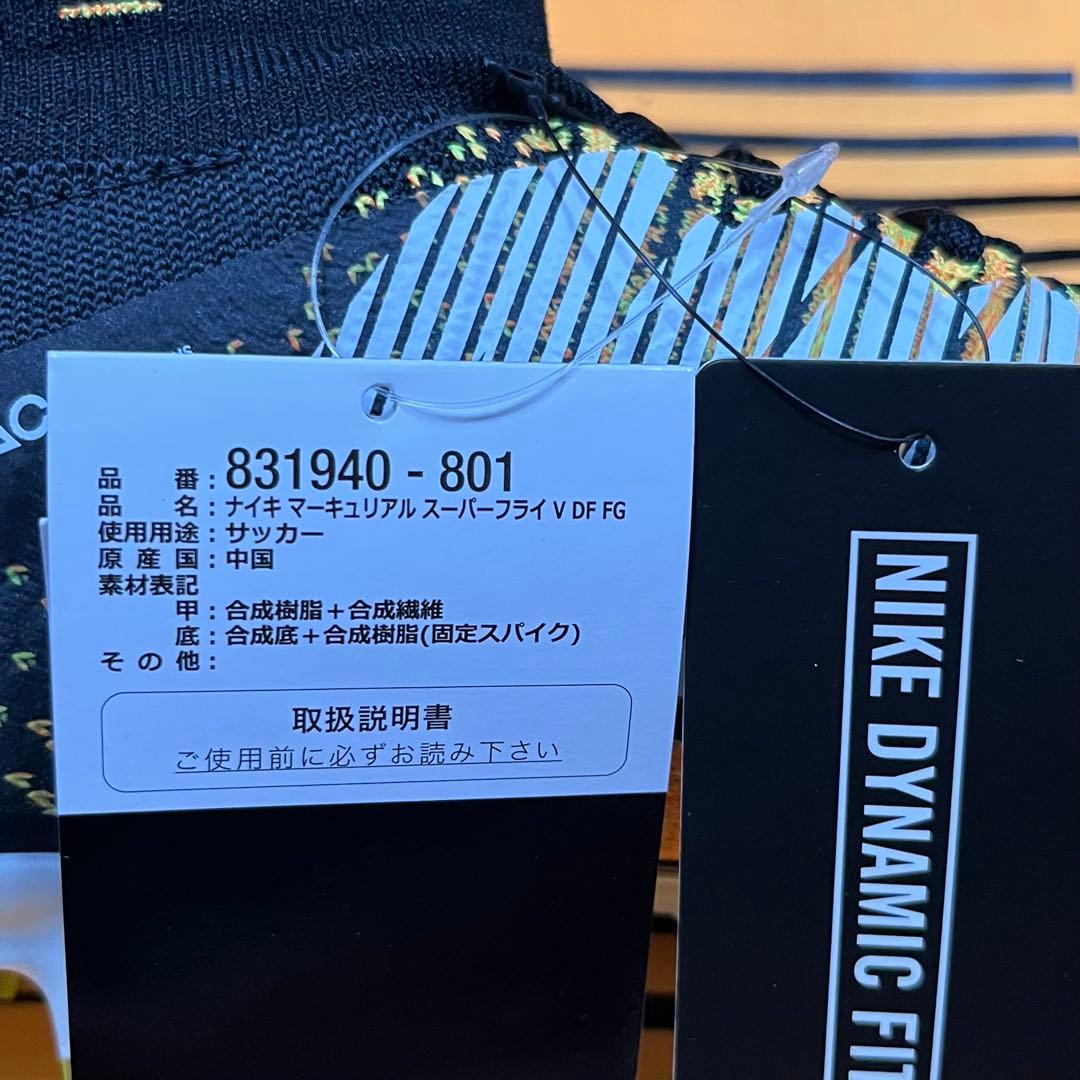 品番:831940 - 801
品名:ナイキ マーキュリアル スーパーフライ V DF FG
使用用途:サッカー
原産国:中国
素材表記
甲:合成樹脂+合成繊維
底:合成底+合成樹脂(固定スパイク)
その他:
取扱説明書
ご使用前に必ずお読み下さい
NIKE DYNAMIC FIT